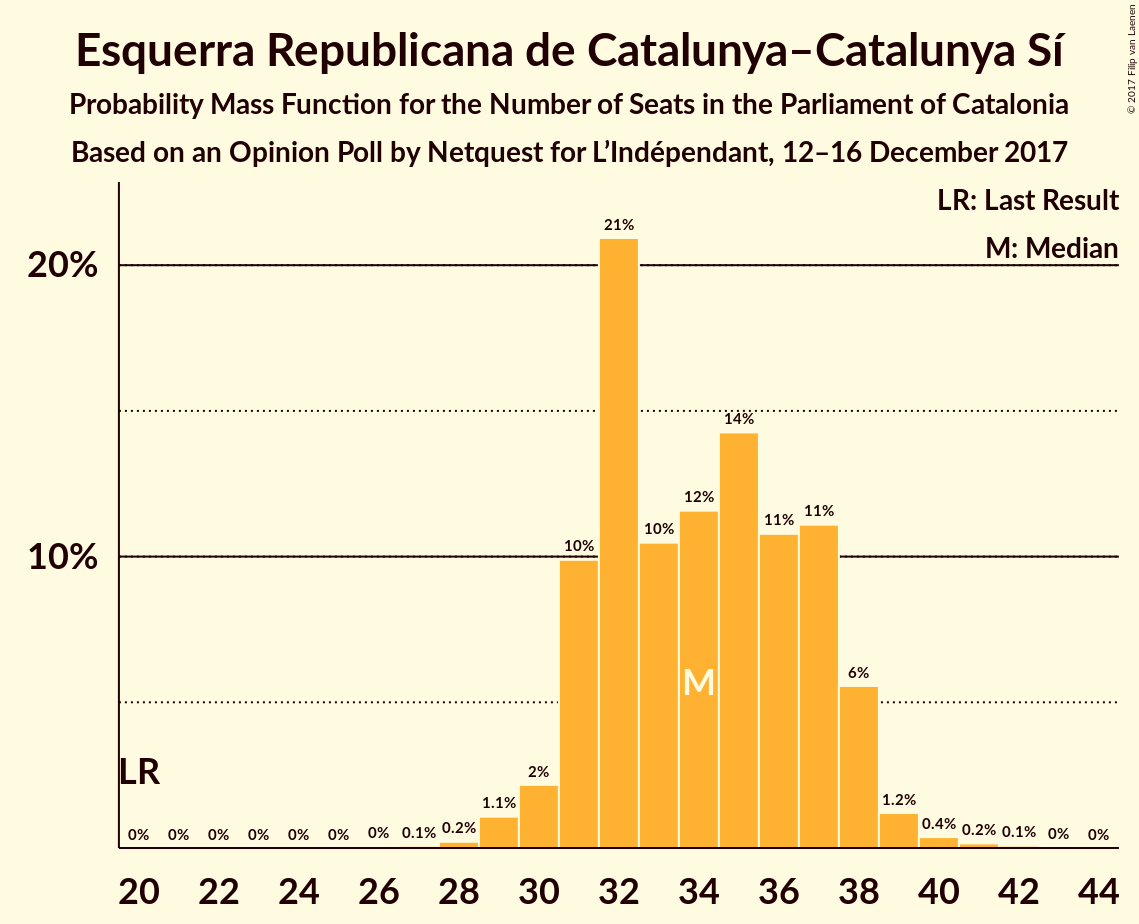 Esquerra Republicana de Catalunya–Catalunya Sí
Probability Mass Function for the Number of Seats in the Parliament of Catalonia
Based on an Opinion Poll by Netquest for L’Indépendant, 12–16 December 2017
© 2017 Filip van Laenen
LR: Last Result
M: Median
20%
10%
21%
14%
12%
11%
11%
10%
10%
6%
M
LR
2%
1.1%
1.2%
0% 0% 0% 0% 0% 0% 0% 0.1% 0.2% 0.4% 0.2% 0.1% 0% 0%
20 22 24 26 28 30 32 34 36 38 40 42 44